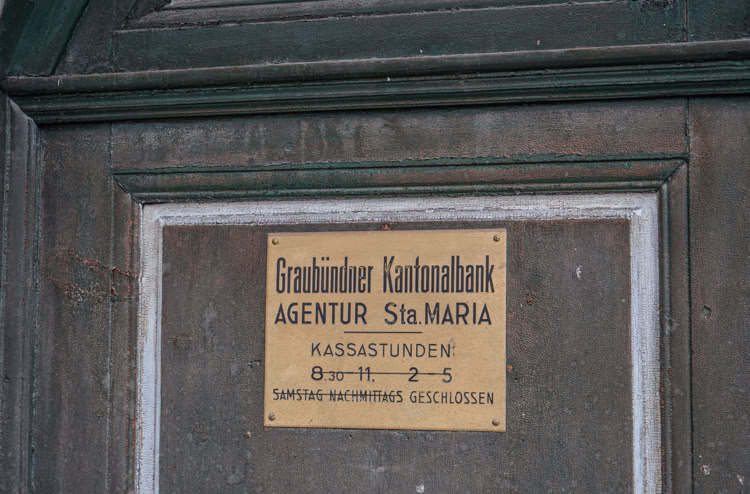 Graubündner Kantonalbank
AGENTUR Sta. MARIA
KASSASTUNDEN:
8.30 - 11. 2 - 5
SAMSTAG NACHMITTAGS GESCHLOSSEN